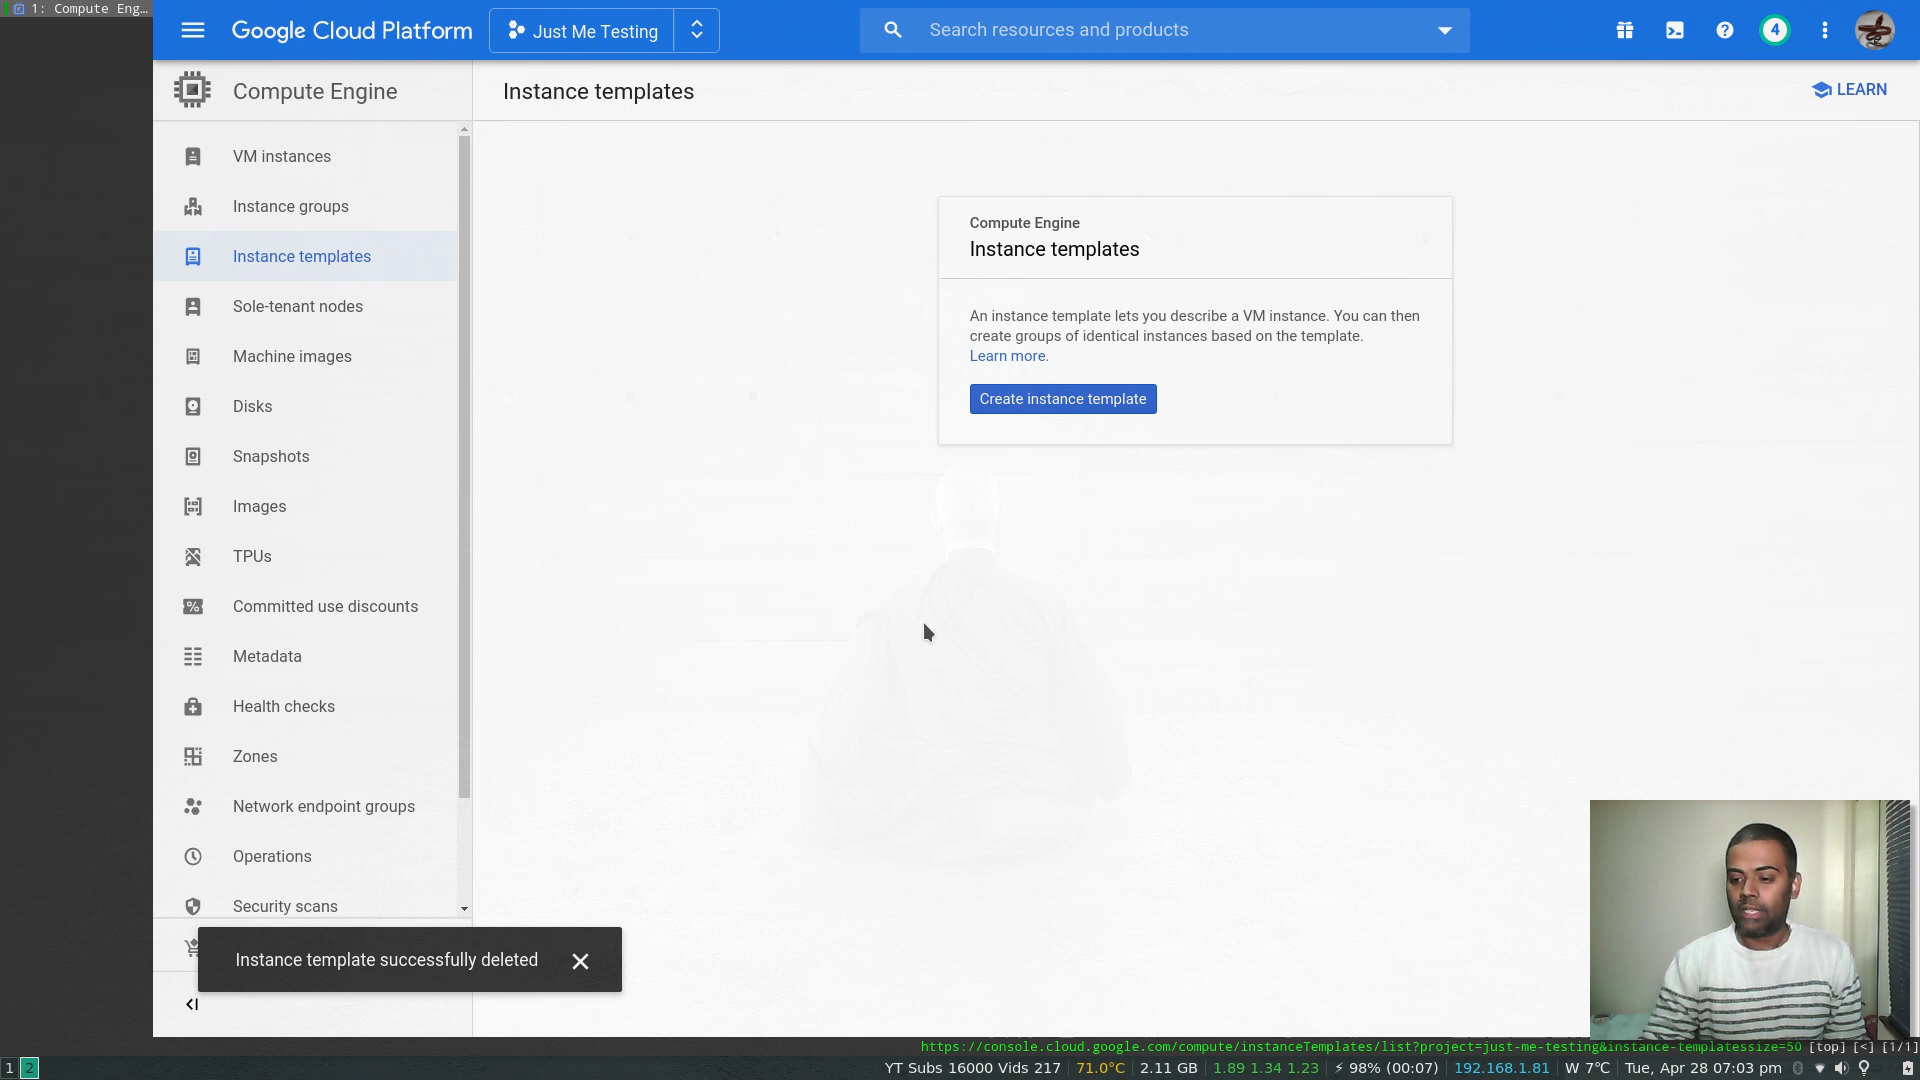 1: Compute Eng…
Google Cloud Platform
Just Me Testing
Search resources and products
4
Compute Engine
Instance templates
LEARN
VM instances
Instance groups
Instance templates
Sole-tenant nodes
Machine images
Disks
Snapshots
Images
TPUs
Committed use discounts
Metadata
Health checks
Zones
Network endpoint groups
Operations
Security scans
Compute Engine
Instance templates
An instance template lets you describe a VM instance. You can then
create groups of identical instances based on the template.
Learn more.
Create instance template
Instance template successfully deleted
https://console.cloud.google.com/compute/instanceTemplates/list?project=just-me-testing&instance-templatessize=50 [top] [<] [1/1]
1 2
YT Subs 16000 Vids 217 71.0°C 2.11 GB 1.89 1.34 1.23 ⚡ 98% (00:07) 192.168.1.81 W 7°C Tue, Apr 28 07:03 pm